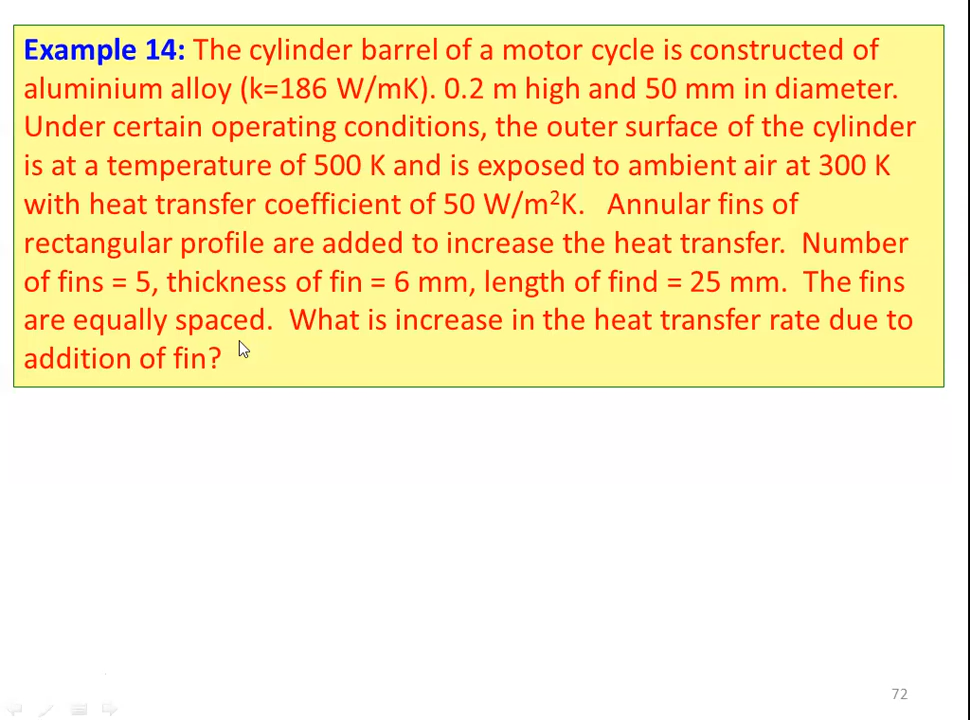 Example 14: The cylinder barrel of a motor cycle is constructed of
aluminium alloy (k=186 W/mK). 0.2 m high and 50 mm in diameter.
Under certain operating conditions, the outer surface of the cylinder
is at a temperature of 500 K and is exposed to ambient air at 300 K
with heat transfer coefficient of 50 W/m²K. Annular fins of
rectangular profile are added to increase the heat transfer. Number
of fins = 5, thickness of fin = 6 mm, length of find = 25 mm. The fins
are equally spaced. What is increase in the heat transfer rate due to
addition of fin?
72